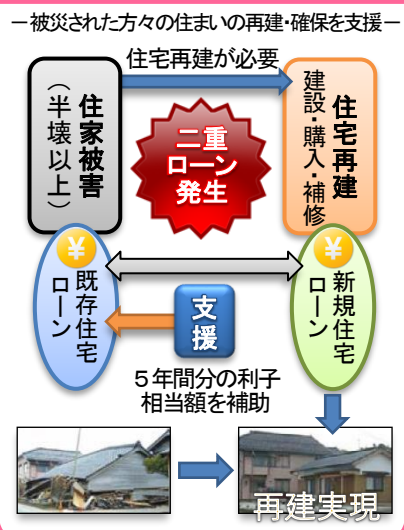 －被災された方々の住まいの再建・確保を支援－
住宅再建が必要
住家被害
（半壊以上）
二重
ローン
発生
住宅再建
建設・購入・補修
¥
既存住宅
ローン
¥
新規住宅
ローン
支
援
５年間分の利子
相当額を補助
再建実現